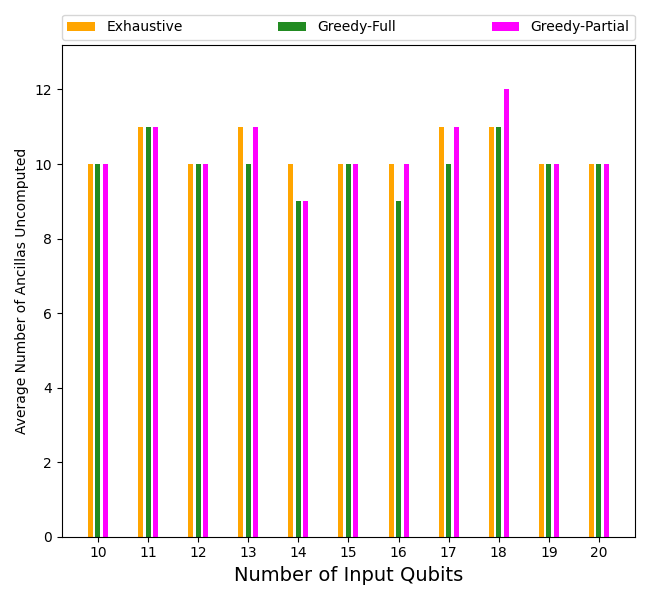 Exhaustive Greedy-Full Greedy-Partial
Average Number of Ancillas Uncomputed
12
10
8
6
4
2
0
10 11 12 13 14 15 16 17 18 19 20
Number of Input Qubits